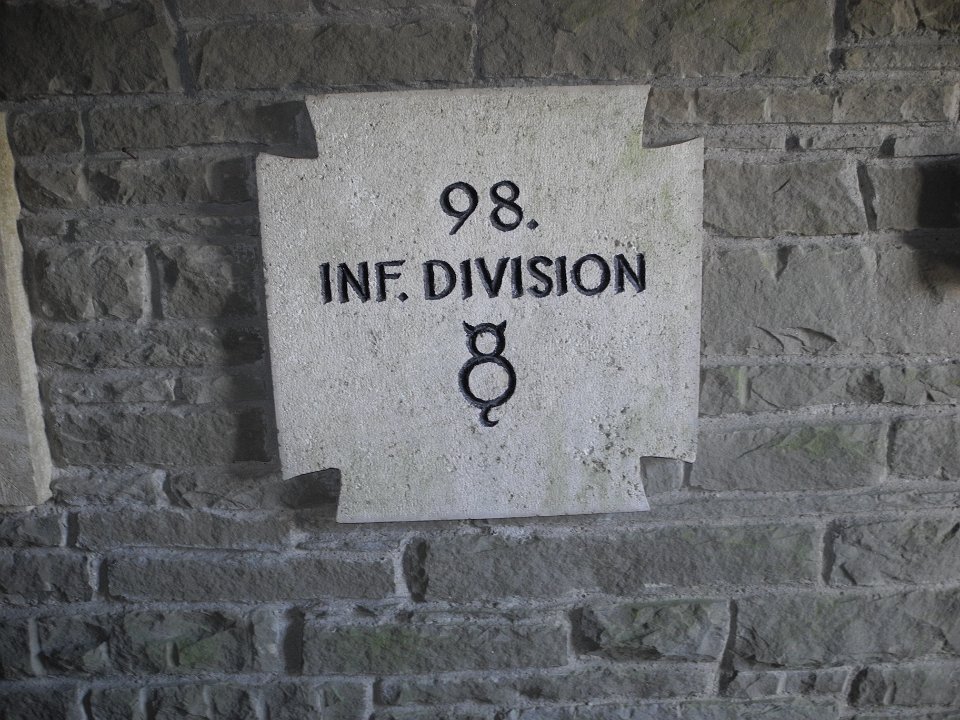 98.
INF. DIVISION